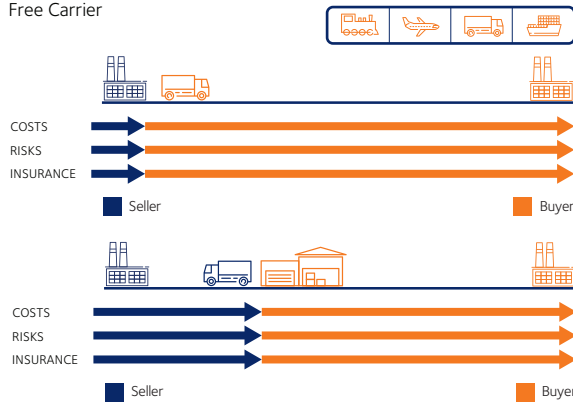 Free Carrier
COSTS
RISKS
INSURANCE
Seller
Buyer
COSTS
RISKS
INSURANCE
Seller
Buyer